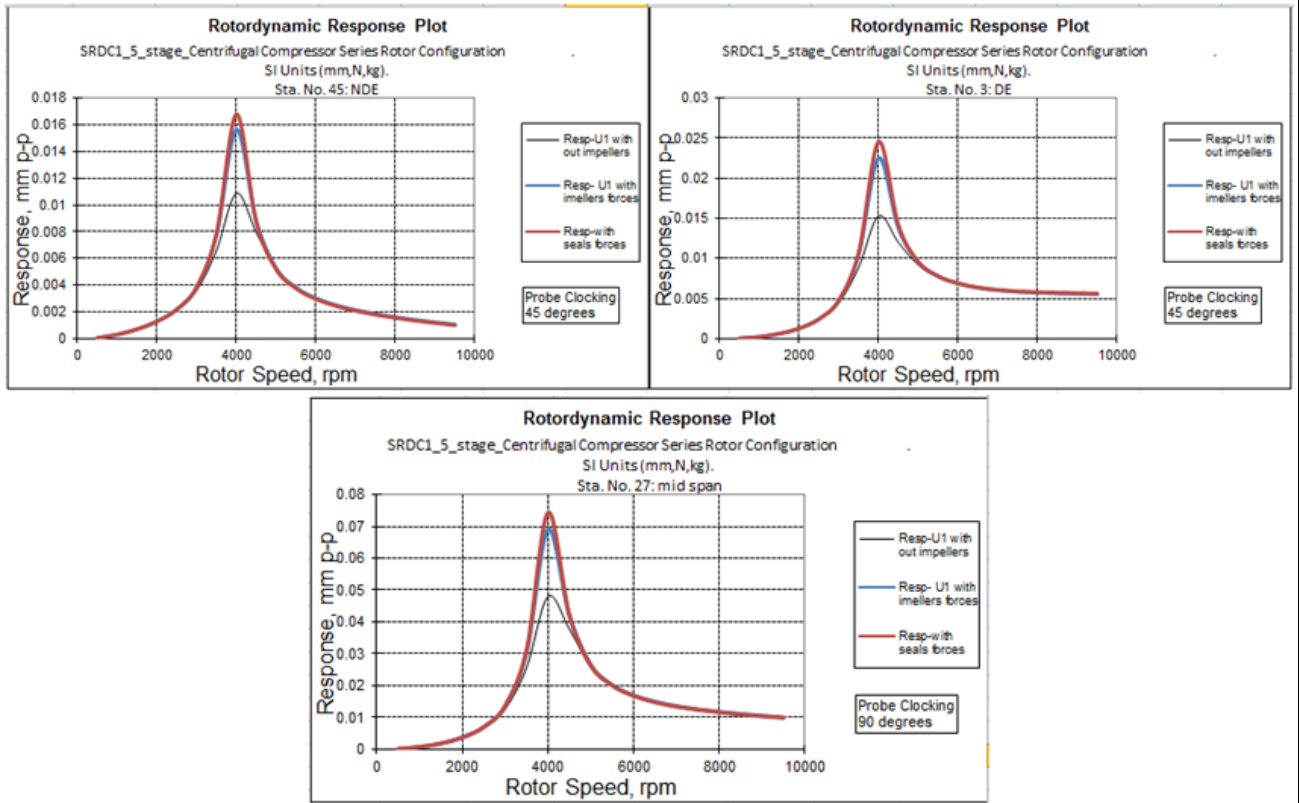 Rotordynamic Response Plot
SRDC1_5_stage_Centrifugal Compressor Series Rotor Configuration .
SI Units (mm,N,kg).
Sta. No. 45: NDE
Response, mm p-p
0.018
0.016
0.014
0.012
0.01
0.008
0.006
0.004
0.002
0
0 2000 4000 6000 8000 10000
Rotor Speed, rpm
Resp-U1 with
out impellers
Resp- U1 with
imellers forces
Resp-with
seals forces
Probe Clocking
45 degrees
Rotordynamic Response Plot
SRDC1_5_stage_Centrifugal Compressor Series Rotor Configuration .
SI Units (mm,N,kg).
Sta. No. 3: DE
Response, mm p-p
0.03
0.025
0.02
0.015
0.01
0.005
0
0 2000 4000 6000 8000 10000
Rotor Speed, rpm
Resp-U1 with
out impellers
Resp- U1 with
imellers forces
Resp-with
seals forces
Probe Clocking
45 degrees
Rotordynamic Response Plot
SRDC1_5_stage_Centrifugal Compressor Series Rotor Configuration .
SI Units (mm,N,kg).
Sta. No. 27: mid span
Response, mm p-p
0.08
0.07
0.06
0.05
0.04
0.03
0.02
0.01
0
0 2000 4000 6000 8000 10000
Rotor Speed, rpm
Resp-U1 with
out impellers
Resp- U1 with
imellers forces
Resp-with
seals forces
Probe Clocking
90 degrees